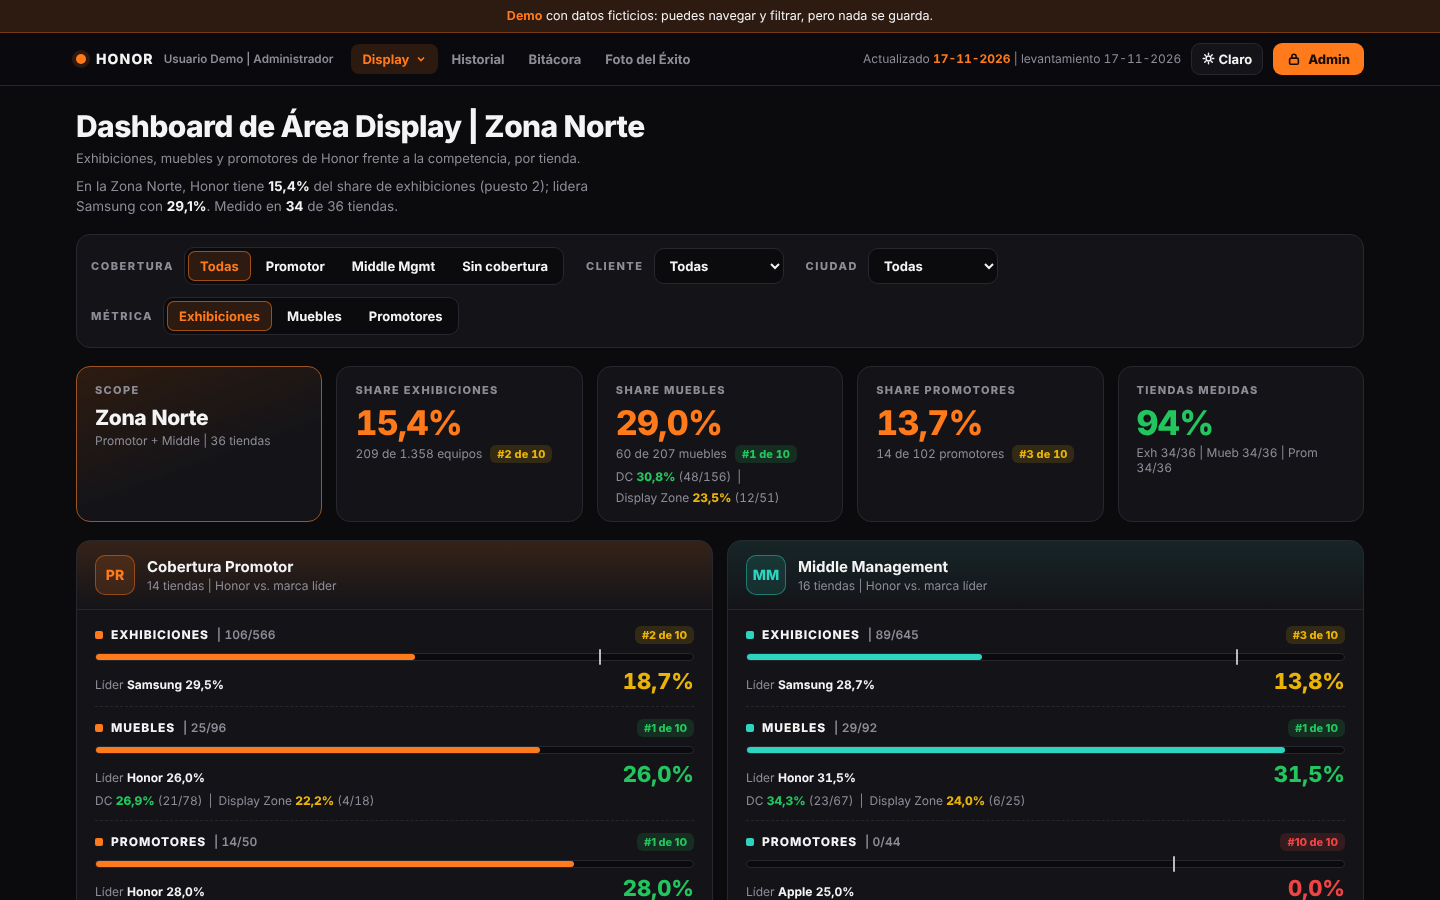 Demo con datos ficticios: puedes navegar y filtrar, pero nada se guarda.
HONOR Usuario Demo | Administrador Display Historial Bitácora Foto del Éxito Actualizado 17-11-2026 | levantamiento 17-11-2026 Claro Admin
Dashboard de Área Display | Zona Norte
Exhibiciones, muebles y promotores de Honor frente a la competencia, por tienda.
En la Zona Norte, Honor tiene 15,4% del share de exhibiciones (puesto 2); lidera
Samsung con 29,1%. Medido en 34 de 36 tiendas.
COBERTURA Todas Promotor Middle Mgmt Sin cobertura CLIENTE Todas CIUDAD Todas
MÉTRICA Exhibiciones Muebles Promotores
SCOPE
Zona Norte
Promotor + Middle | 36 tiendas
SHARE EXHIBICIONES
15,4%
209 de 1.358 equipos #2 de 10
SHARE MUEBLES
29,0%
60 de 207 muebles #1 de 10
DC 30,8% (48/156) |
Display Zone 23,5% (12/51)
SHARE PROMOTORES
13,7%
14 de 102 promotores #3 de 10
TIENDAS MEDIDAS
94%
Exh 34/36 | Mueb 34/36 | Prom
34/36
PR Cobertura Promotor
14 tiendas | Honor vs. marca líder
EXHIBICIONES | 106/566 #2 de 10
Líder Samsung 29,5% 18,7%
MUEBLES | 25/96 #1 de 10
Líder Honor 26,0% 26,0%
DC 26,9% (21/78) | Display Zone 22,2% (4/18)
PROMOTORES | 14/50 #1 de 10
Líder Honor 28,0% 28,0%
MM Middle Management
16 tiendas | Honor vs. marca líder
EXHIBICIONES | 89/645 #3 de 10
Líder Samsung 28,7% 13,8%
MUEBLES | 29/92 #1 de 10
Líder Honor 31,5% 31,5%
DC 34,3% (23/67) | Display Zone 24,0% (6/25)
PROMOTORES | 0/44 #10 de 10
Líder Apple 25,0% 0,0%